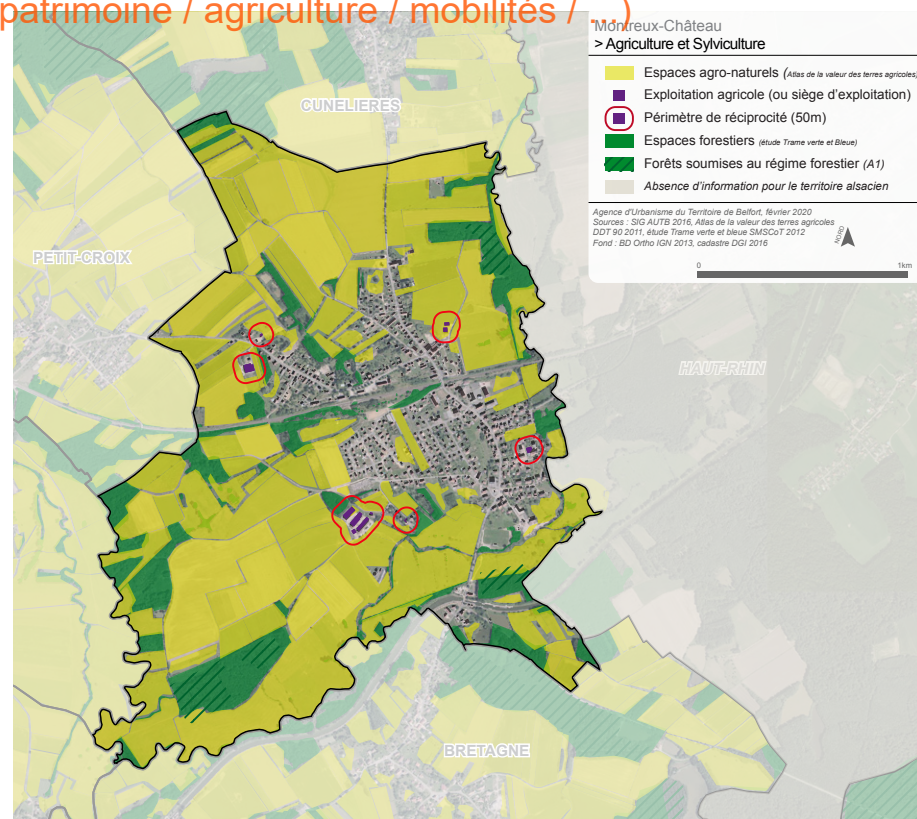 patrimoine / agriculture / mobilités / ...)
Montreux-Château
> Agriculture et Sylviculture
Espaces agro-naturels (Atlas de la valeur des terres agricoles)
Exploitation agricole (ou siège d'exploitation)
Périmètre de réciprocité (50m)
Espaces forestiers (étude Trame verte et Bleue)
Forêts soumises au régime forestier (A1)
Absence d'information pour le territoire alsacien
Agence d'Urbanisme du Territoire de Belfort, février 2020
Sources : SIG AUTB 2016, Atlas de la valeur des terres agricoles
DDT 90 2011, étude Trame verte et bleue SMSCoT 2012
Fond : BD Ortho IGN 2013, cadastre DGI 2016
NORD
0 1km
CUNELIERES
PETIT-CROIX
HAUT-RHIN
BRETAGNE